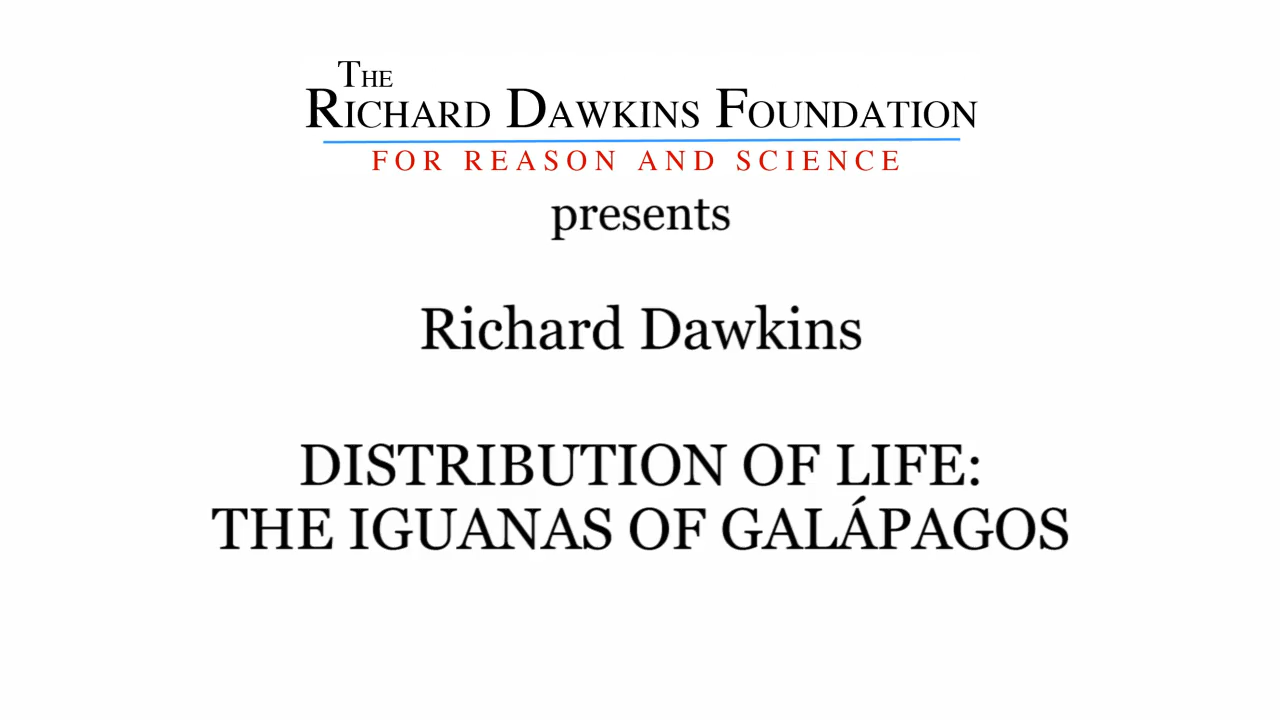 THE
RICHARD DAWKINS FOUNDATION
FOR REASON AND SCIENCE
presents
Richard Dawkins
DISTRIBUTION OF LIFE:
THE IGUANAS OF GALÁPAGOS